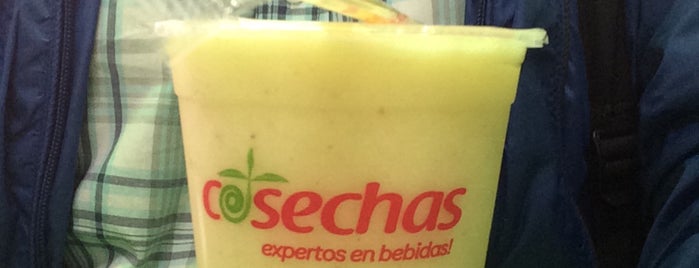 cosechas
expertos en bebidas!